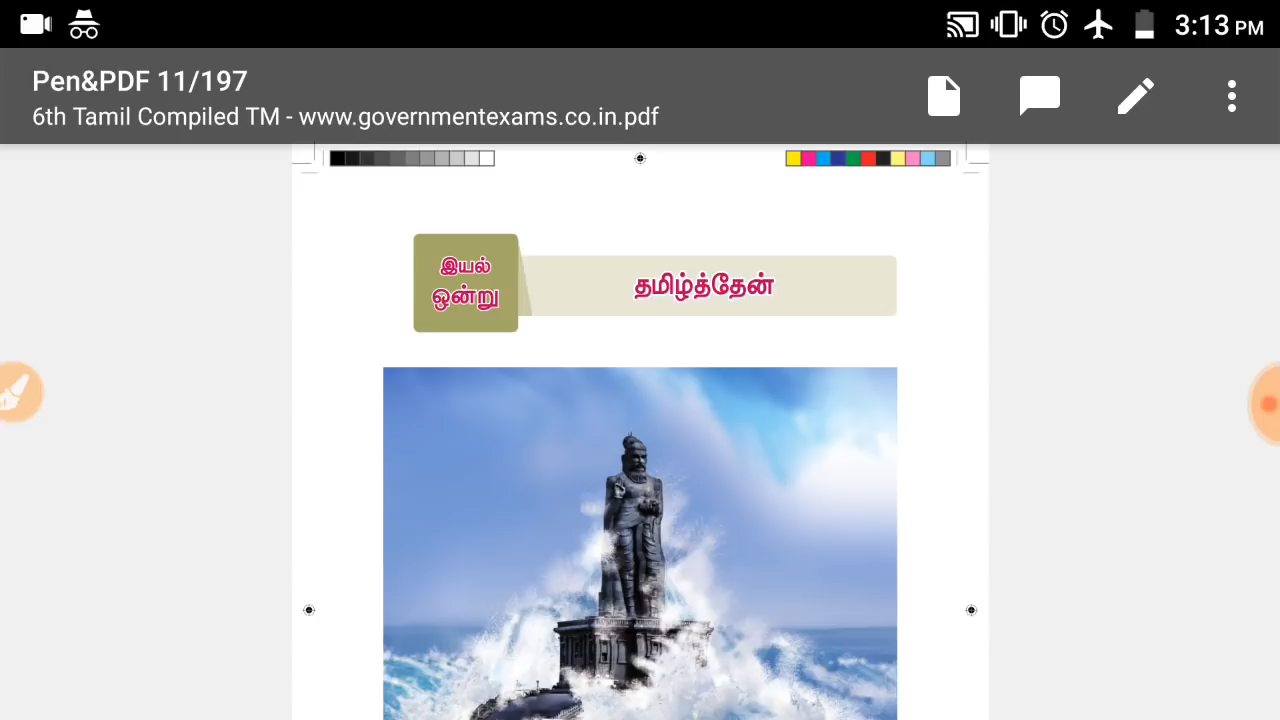 3:13 PM
Pen&PDF 11/197
6th Tamil Compiled TM - www.governmentexams.co.in.pdf
இயல்
ஒன்று
தமிழ்த்தேன்